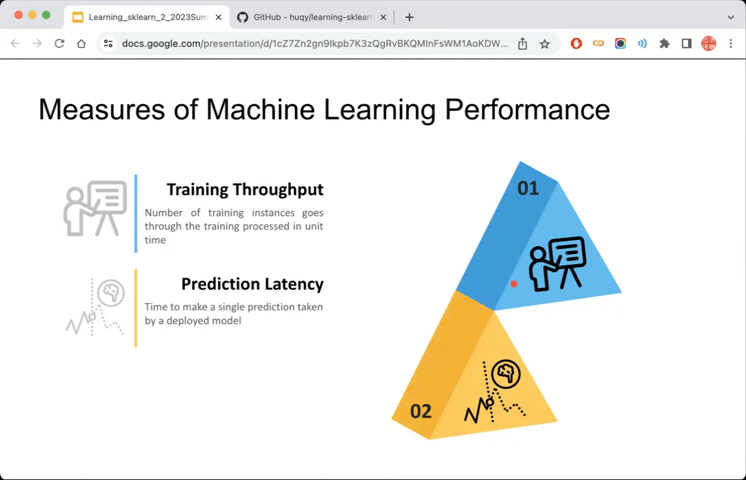 Learning_sklearn_2_2023Sum
GitHub - huqy/learning-sklearn
docs.google.com/presentation/d/1cZ7Zn2gn9Ikpb7K3zQgRvBKQMlnFsWM1AoKDW...
Measures of Machine Learning Performance
Training Throughput
Number of training instances goes
through the training processed in unit
time
Prediction Latency
Time to make a single prediction taken
by a deployed model
01
02